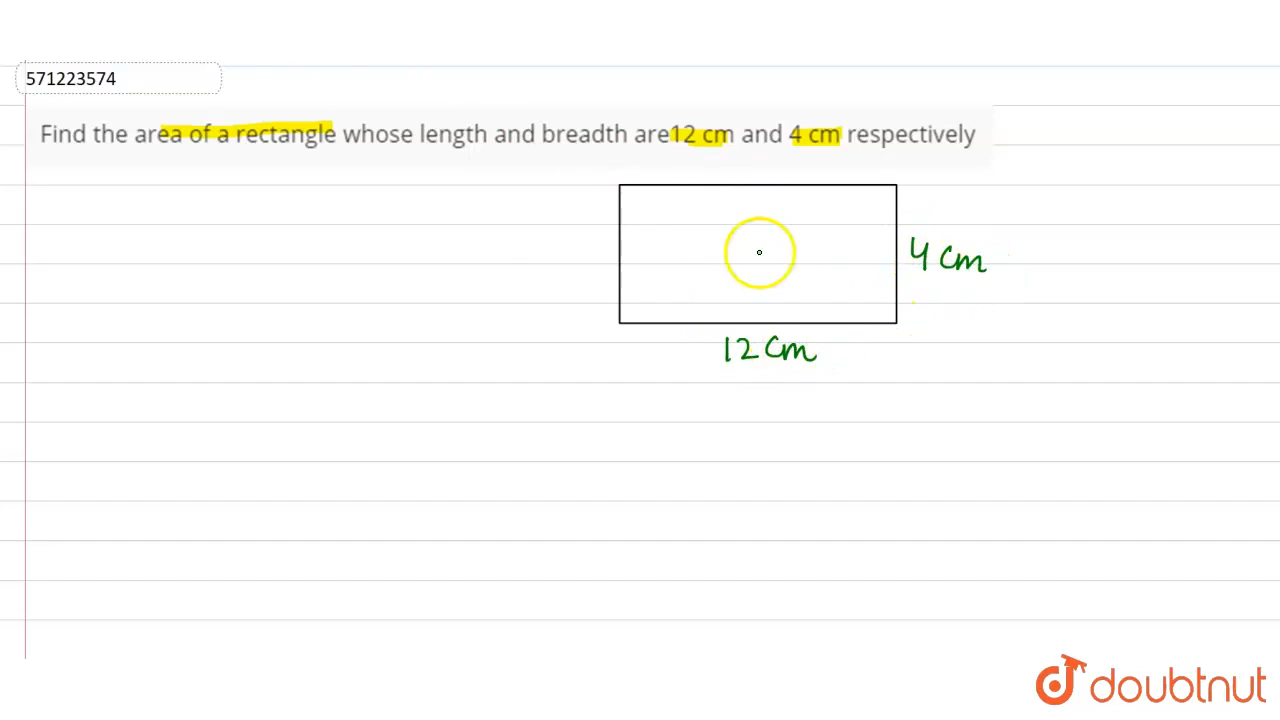 571223574
Find the area of a rectangle whose length and breadth are12 cm and 4 cm respectively
4 cm
12 cm
doubtnut